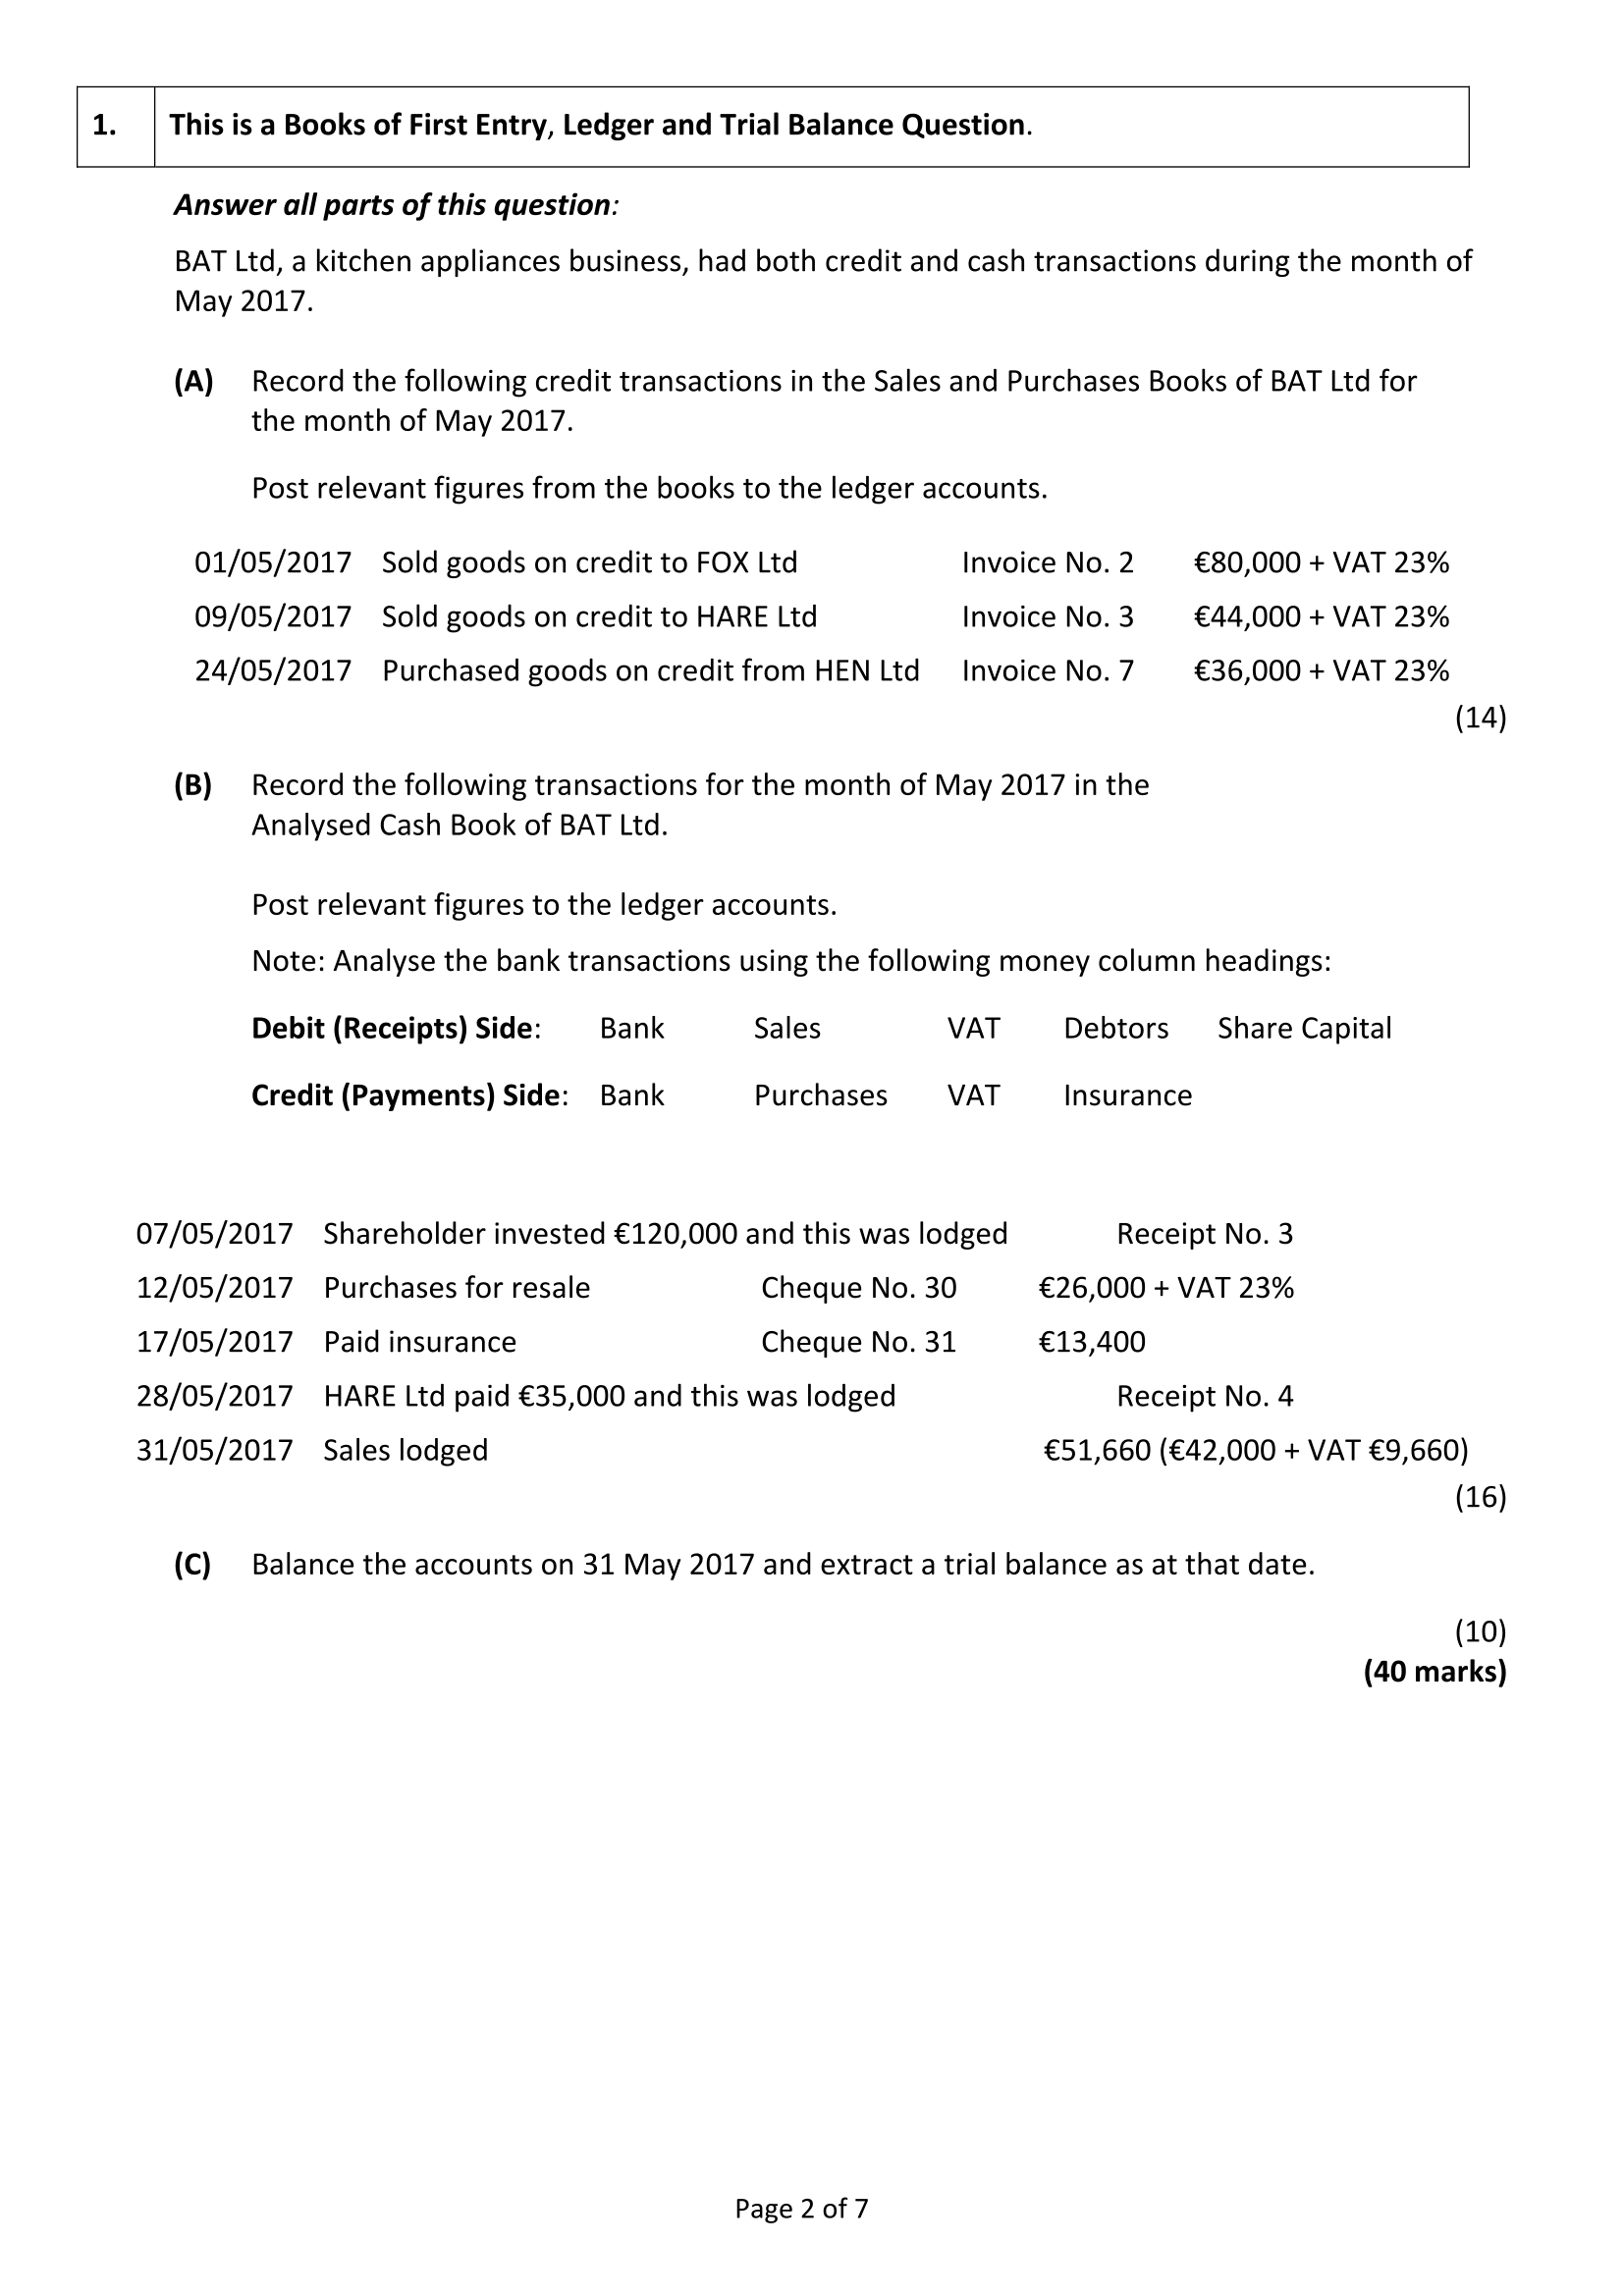 1. This is a Books of First Entry, Ledger and Trial Balance Question.
Answer all parts of this question:
BAT Ltd, a kitchen appliances business, had both credit and cash transactions during the month of
May 2017.
(A) Record the following credit transactions in the Sales and Purchases Books of BAT Ltd for
the month of May 2017.
Post relevant figures from the books to the ledger accounts.
01/05/2017 Sold goods on credit to FOX Ltd Invoice No. 2 €80,000 + VAT 23%
09/05/2017 Sold goods on credit to HARE Ltd Invoice No. 3 €44,000 + VAT 23%
24/05/2017 Purchased goods on credit from HEN Ltd Invoice No. 7 €36,000 + VAT 23%
(14)
(B) Record the following transactions for the month of May 2017 in the
Analysed Cash Book of BAT Ltd.
Post relevant figures to the ledger accounts.
Note: Analyse the bank transactions using the following money column headings:
Debit (Receipts) Side: Bank Sales VAT Debtors Share Capital
Credit (Payments) Side: Bank Purchases VAT Insurance
07/05/2017 Shareholder invested €120,000 and this was lodged Receipt No. 3
12/05/2017 Purchases for resale Cheque No. 30 €26,000 + VAT 23%
17/05/2017 Paid insurance Cheque No. 31 €13,400
28/05/2017 HARE Ltd paid €35,000 and this was lodged Receipt No. 4
31/05/2017 Sales lodged €51,660 (€42,000 + VAT €9,660)
(16)
(C) Balance the accounts on 31 May 2017 and extract a trial balance as at that date.
(10)
(40 marks)
Page 2 of 7